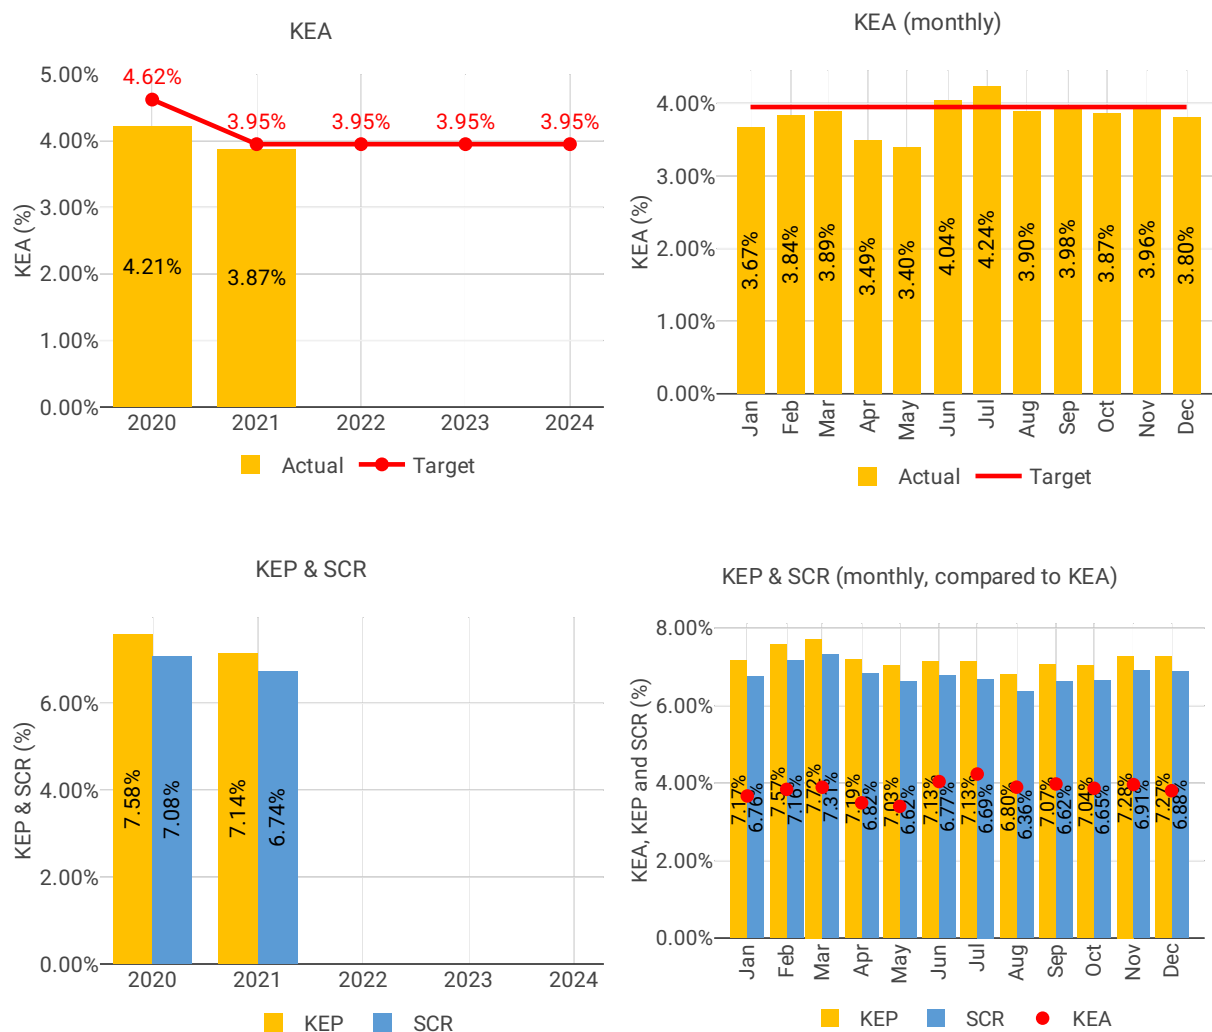 KEA
5.00%
4.00%
3.00%
2.00%
1.00%
0.00%
KEA (%)
4.62%
3.95%
3.95%
3.95%
3.95%
4.21%
3.87%
2020
2021
2022
2023
2024
Actual
Target
KEA (monthly)
4.00%
3.00%
2.00%
1.00%
0.00%
KEA (%)
3.67%
3.84%
3.89%
3.49%
3.40%
4.04%
4.24%
3.90%
3.98%
3.87%
3.96%
3.80%
Jan
Feb
Mar
Apr
May
Jun
Jul
Aug
Sep
Oct
Nov
Dec
Actual
Target
KEP & SCR
6.00%
4.00%
2.00%
0.00%
KEP & SCR (%)
7.58%
7.08%
7.14%
6.74%
2020
2021
2022
2023
2024
KEP
SCR
KEP & SCR (monthly, compared to KEA)
8.00%
6.00%
4.00%
2.00%
0.00%
KEA, KEP and SCR (%)
7.17%
6.76%
7.57%
7.16%
7.72%
7.31%
7.19%
6.82%
7.03%
6.62%
7.13%
6.77%
7.13%
6.69%
6.80%
6.36%
7.07%
6.62%
7.04%
6.65%
7.28%
6.91%
7.27%
6.88%
Jan
Feb
Mar
Apr
May
Jun
Jul
Aug
Sep
Oct
Nov
Dec
KEP
SCR
KEA